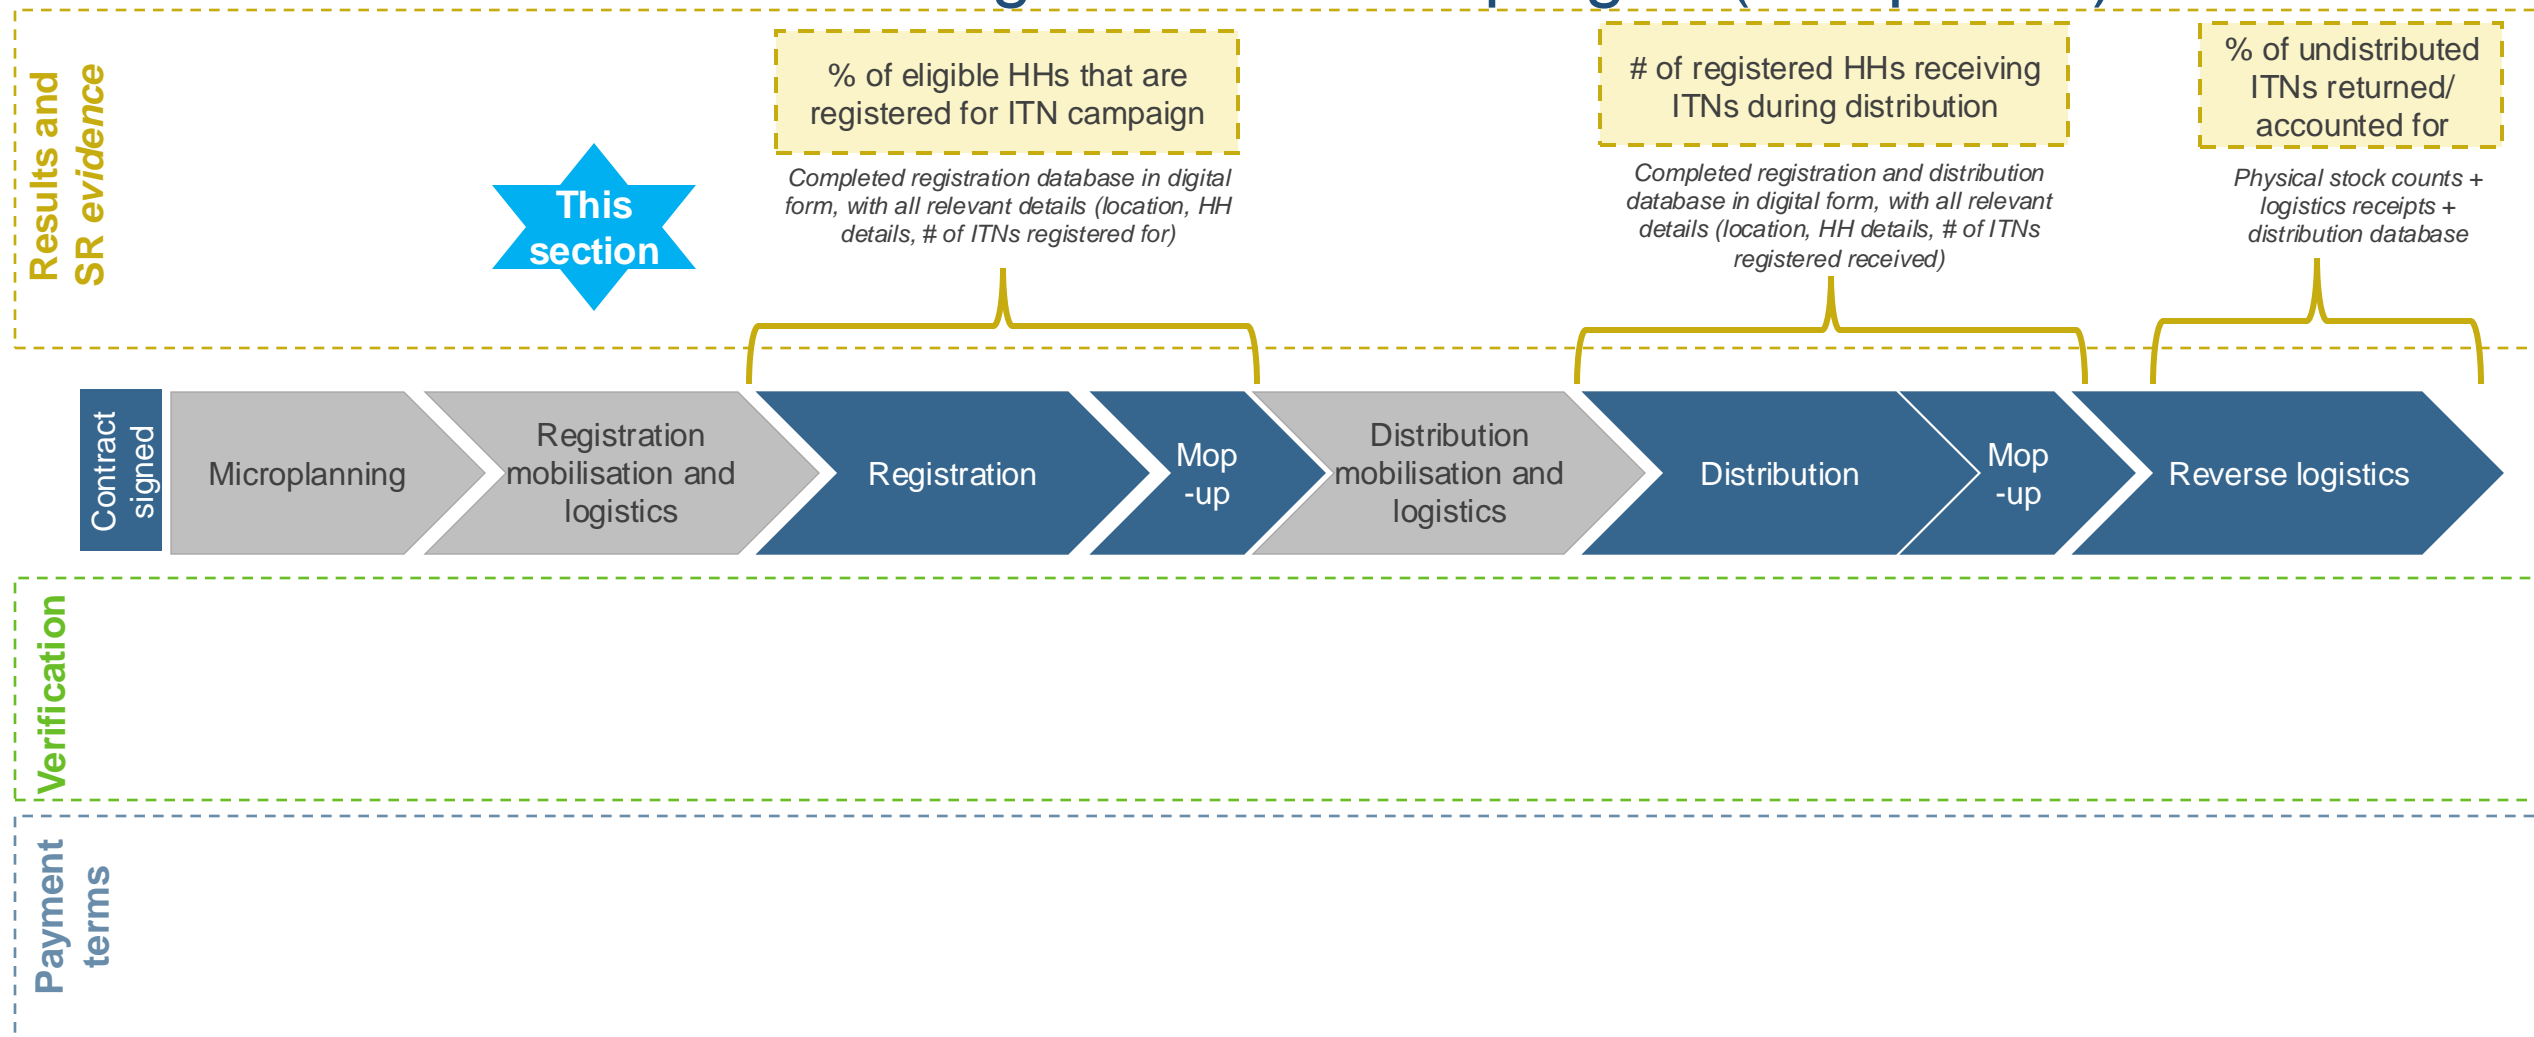 Results and
SR evidence
This
section
% of eligible HHs that are
registered for ITN campaign
Completed registration database in digital
form, with all relevant details (location, HH
details, # of ITNs registered for)
# of registered HHs receiving
ITNs during distribution
Completed registration and distribution
database in digital form, with all relevant
details (location, HH details, # of ITNs
registered received)
% of undistributed
ITNs returned/
accounted for
Physical stock counts +
logistics receipts +
distribution database
Contract
signed
Microplanning
Registration
mobilisation and
logistics
Registration
Mop
-up
Distribution
mobilisation and
logistics
Distribution
Mop
-up
Reverse logistics
Verification
Payment
terms